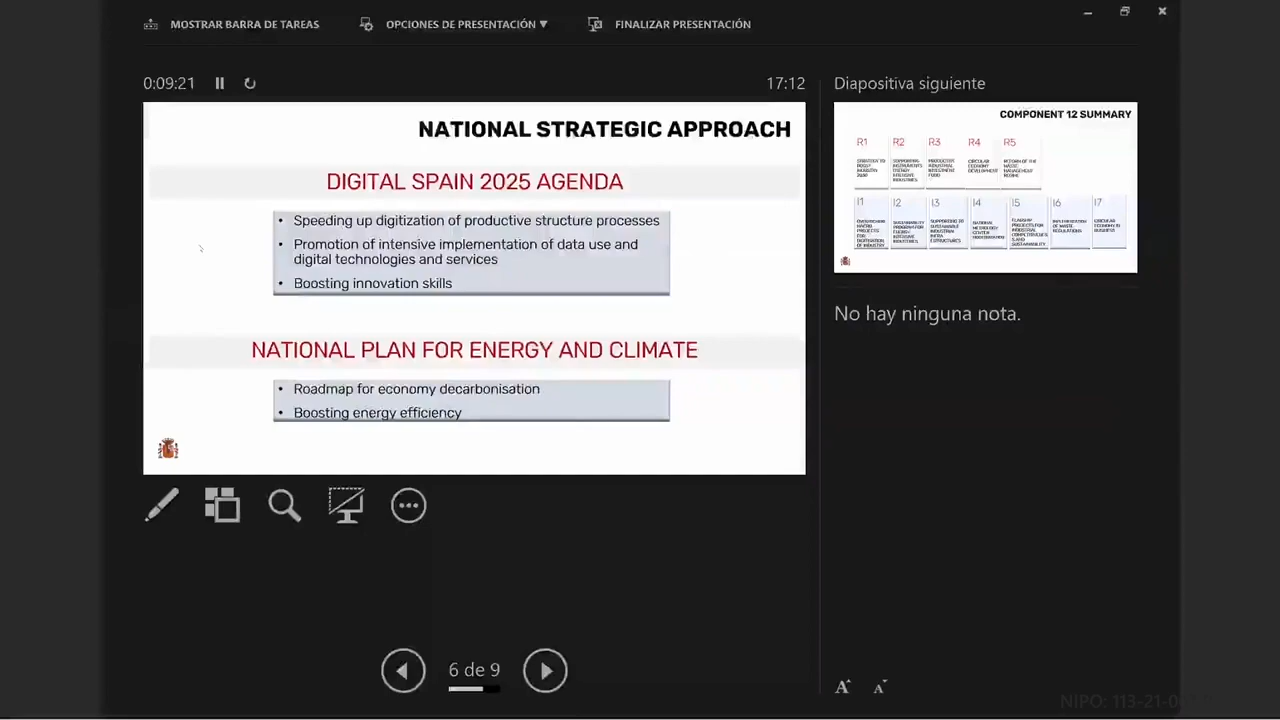 MOSTRAR BARRA DE TAREAS
OPCIONES DE PRESENTACIÓN ▼
FINALIZAR PRESENTACIÓN
0:09:21
17:12
NATIONAL STRATEGIC APPROACH
DIGITAL SPAIN 2025 AGENDA
• Speeding up digitization of productive structure processes
• Promotion of intensive implementation of data use and
digital technologies and services
• Boosting innovation skills
NATIONAL PLAN FOR ENERGY AND CLIMATE
• Roadmap for economy decarbonisation
• Boosting energy efficiency
6 de 9
Diapositiva siguiente
COMPONENT 12 SUMMARY
R1
R2
R3
R4
R5
I1
I2
I3
I4
I5
I6
I7
No hay ninguna nota.
A A
NIPO: 113-21-0